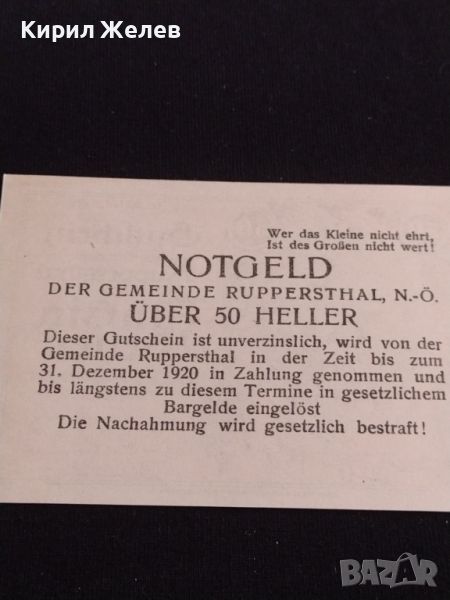 Кирил Желев
Wer das Kleine nicht ehrt,
Ist des Großen nicht wert!
NOTGELD
DER GEMEINDE RUPPERSTHAL, N.-Ö.
ÜBER 50 HELLER
Dieser Gutschein ist unverzinslich, wird von der
Gemeinde Ruppersthal in der Zeit bis zum
31. Dezember 1920 in Zahlung genommen und
bis längstens zu diesem Termine in gesetzlichem
Bargelde eingelöst
Die Nachahmung wird gesetzlich bestraft!
BAZAR